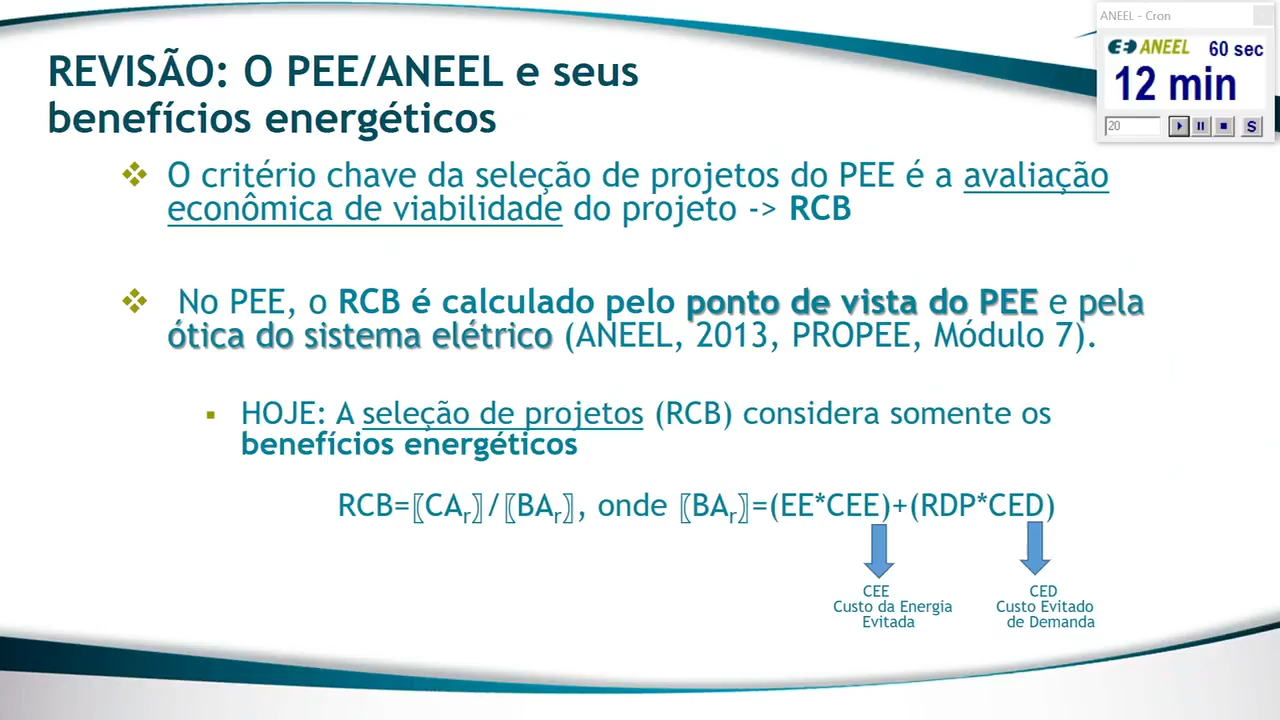 ANEEL - Cron
ANEEL 60 sec
12 min
20
S
REVISÃO: O PEE/ANEEL e seus
benefícios energéticos
O critério chave da seleção de projetos do PEE é a avaliação
econômica de viabilidade do projeto -> RCB
No PEE, o RCB é calculado pelo ponto de vista do PEE e pela
ótica do sistema elétrico (ANEEL, 2013, PROPEE, Módulo 7).
HOJE: A seleção de projetos (RCB) considera somente os
benefícios energéticos
RCB=〖CAr〗/〖BAr〗, onde 〖BAr〗=(EE*CEE)+(RDP*CED)
CEE
Custo da Energia
Evitada
CED
Custo Evitado
de Demanda